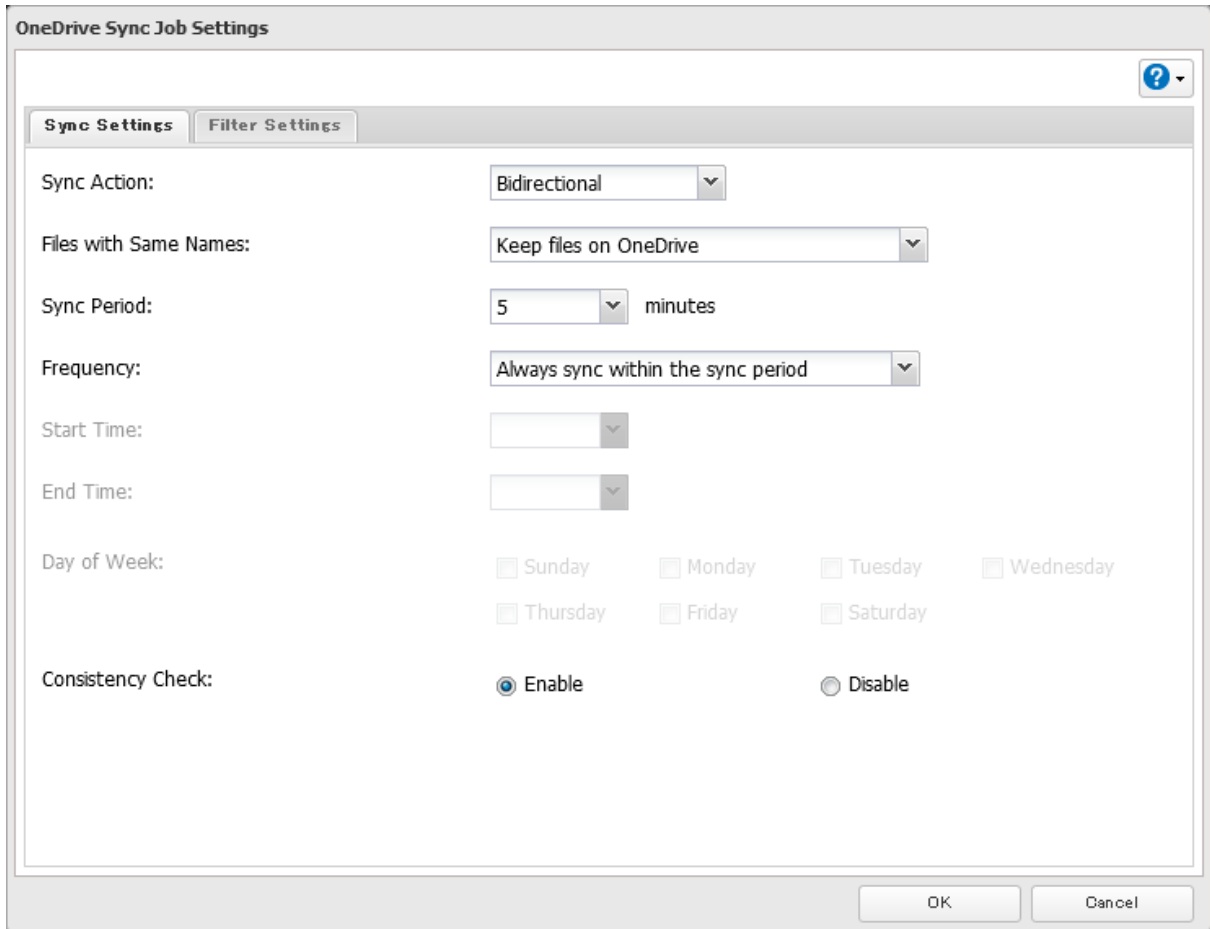 OneDrive Sync Job Settings
?
Sync Settings Filter Settings
Sync Action: Bidirectional
Files with Same Names: Keep files on OneDrive
Sync Period: 5 minutes
Frequency: Always sync within the sync period
Start Time:
End Time:
Day of Week: Sunday Monday Tuesday Wednesday
Thursday Friday Saturday
Consistency Check: Enable Disable
OK Cancel